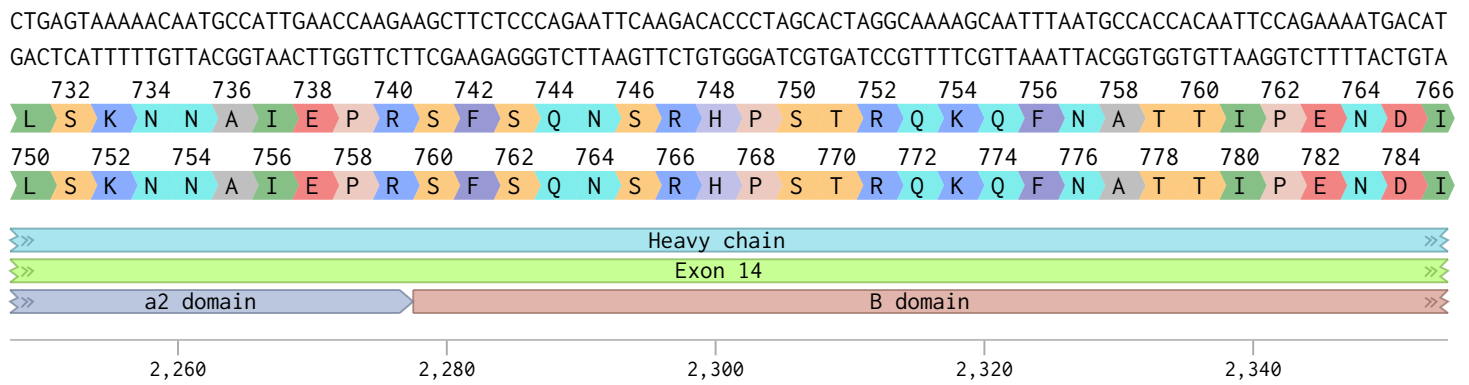 CTGAGTAAAAACAATGCCATTGAACCAAGAAGCTTCTCCCAGAATTCAAGACACCCTAGCACTAGGCAAAAGCAATTTAATGCCACCACAATTCCAGAAAATGACAT
GACTCATTTTTGTTACGGTAACTTGGTTCTTCGAAGAGGGTCTTAAGTTCTGTGGGATCGTGATCCGTTTTCGTTAAATTACGGTGGTGTTAAGGTCTTTTACTGTA
732 734 736 738 740 742 744 746 748 750 752 754 756 758 760 762 764 766
L S K N N A I E P R S F S Q N S R H P S T R Q K Q F N A T T I P E N D I
750 752 754 756 758 760 762 764 766 768 770 772 774 776 778 780 782 784
L S K N N A I E P R S F S Q N S R H P S T R Q K Q F N A T T I P E N D I
Heavy chain
Exon 14
a2 domain B domain
2,260 2,280 2,300 2,320 2,340